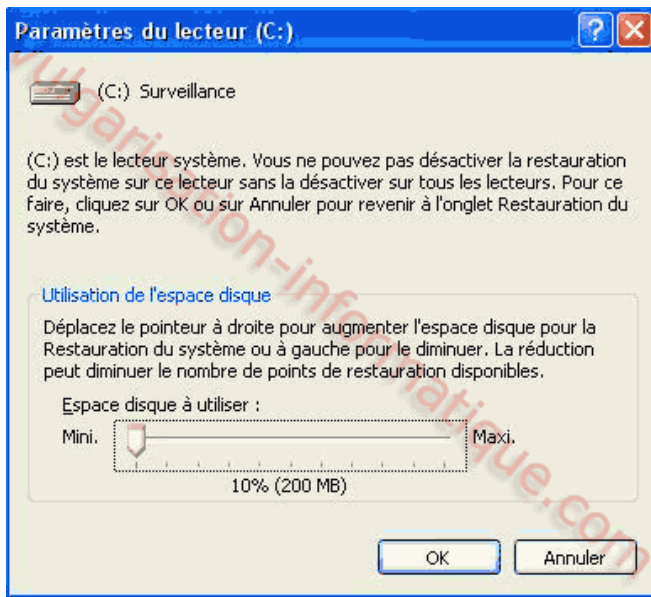 Paramètres du lecteur (C:)
(C:) Surveillance
(C:) est le lecteur système. Vous ne pouvez pas désactiver la restauration
du système sur ce lecteur sans la désactiver sur tous les lecteurs. Pour ce
faire, cliquez sur OK ou sur Annuler pour revenir à l'onglet Restauration du
système.
Utilisation de l'espace disque
Déplacez le pointeur à droite pour augmenter l'espace disque pour la
Restauration du système ou à gauche pour le diminuer. La réduction
peut diminuer le nombre de points de restauration disponibles.
Espace disque à utiliser :
Mini. Maxi.
10% (200 MB)
OK Annuler
vulgarisation-informatique.com